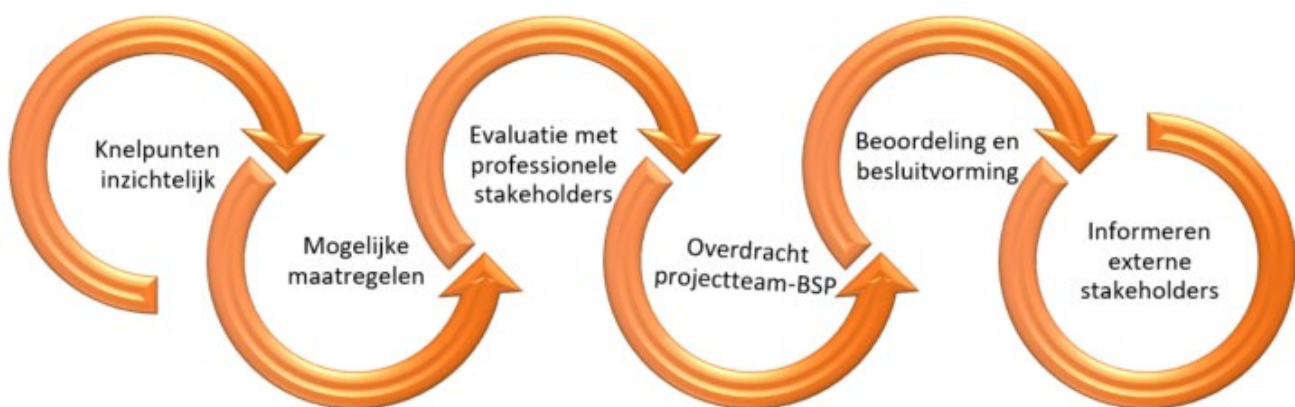 Knelpunten
inzichtelijk
Mogelijke
maatregelen
Evaluatie met
professionele
stakeholders
Overdracht
projectteam-BSP
Beoordeling en
besluitvorming
Informeren
externe
stakeholders